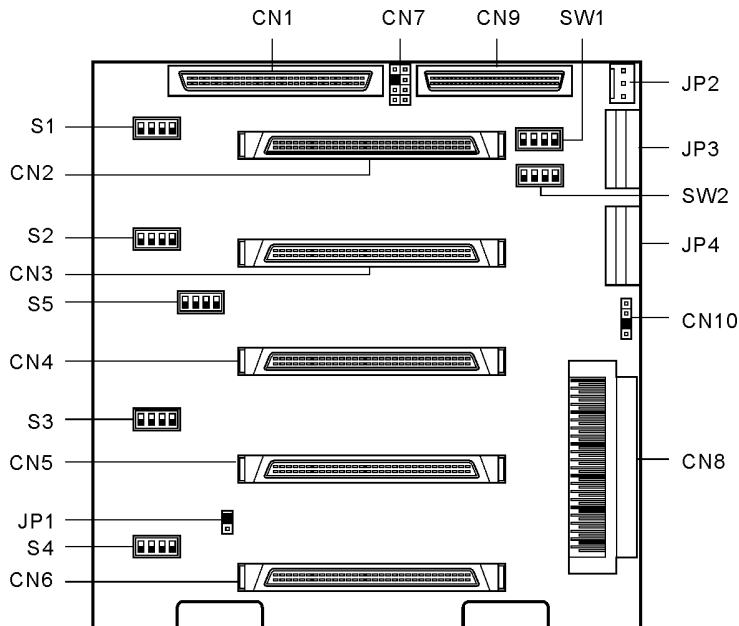 CN1 CN7 CN9 SW1
JP2
S1
JP3
CN2
SW2
S2
JP4
CN3
S5
CN10
CN4
S3
CN5
CN8
JP1
S4
CN6